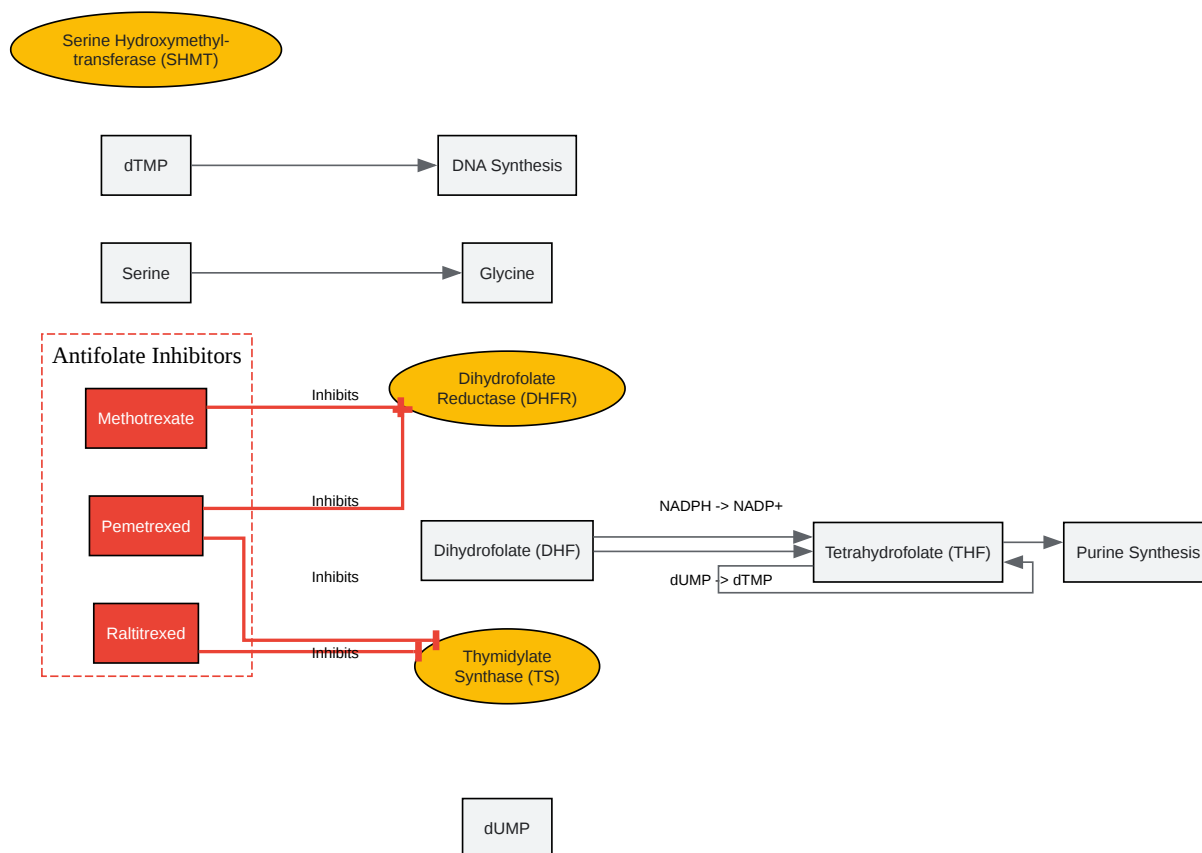 Serine Hydroxymethyl-
transferase (SHMT)
dTMP
DNA Synthesis
Serine
Glycine
Antifolate Inhibitors
Methotrexate
Inhibits
Dihydrofolate
Reductase (DHFR)
Pemetrexed
Inhibits
NADPH -> NADP+
Dihydrofolate (DHF)
Tetrahydrofolate (THF)
Purine Synthesis
Inhibits
dUMP -> dTMP
Raltitrexed
Inhibits
Thymidylate
Synthase (TS)
dUMP